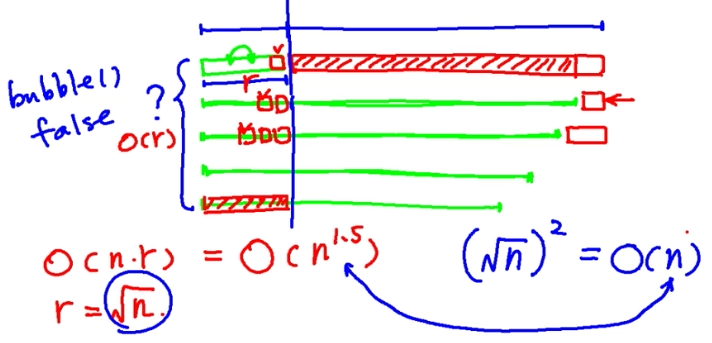 bubble()
false
?
r
O(r)
O(n·r) = O(n^1.5)
(√n)² = O(n)
r = √n.